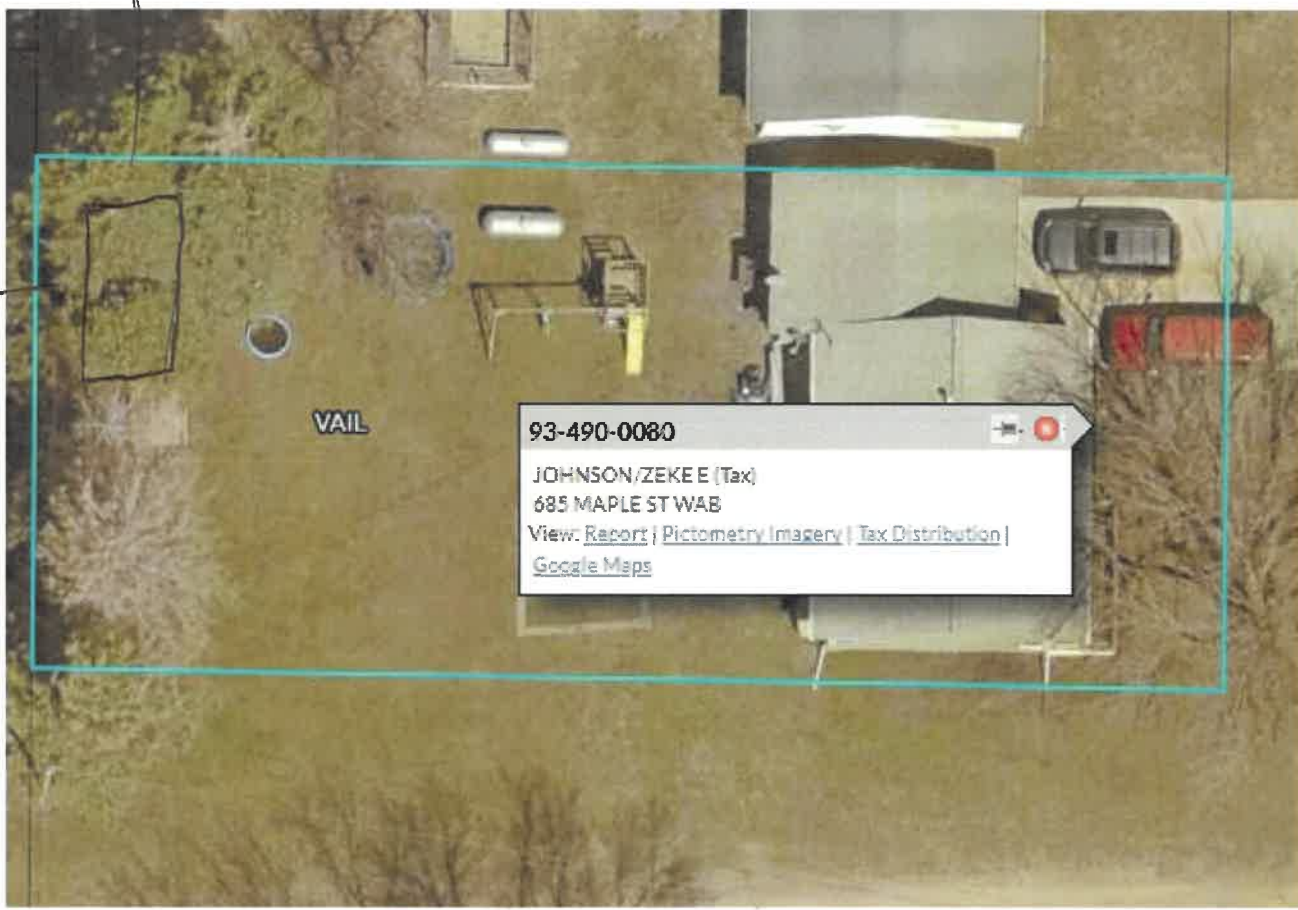 VAIL
93-490-0080
JOHNSON/ZEKE E (Tax)
685 MAPLE ST WAB
View: Report | Pictometry Imagery | Tax Distribution |
Google Maps